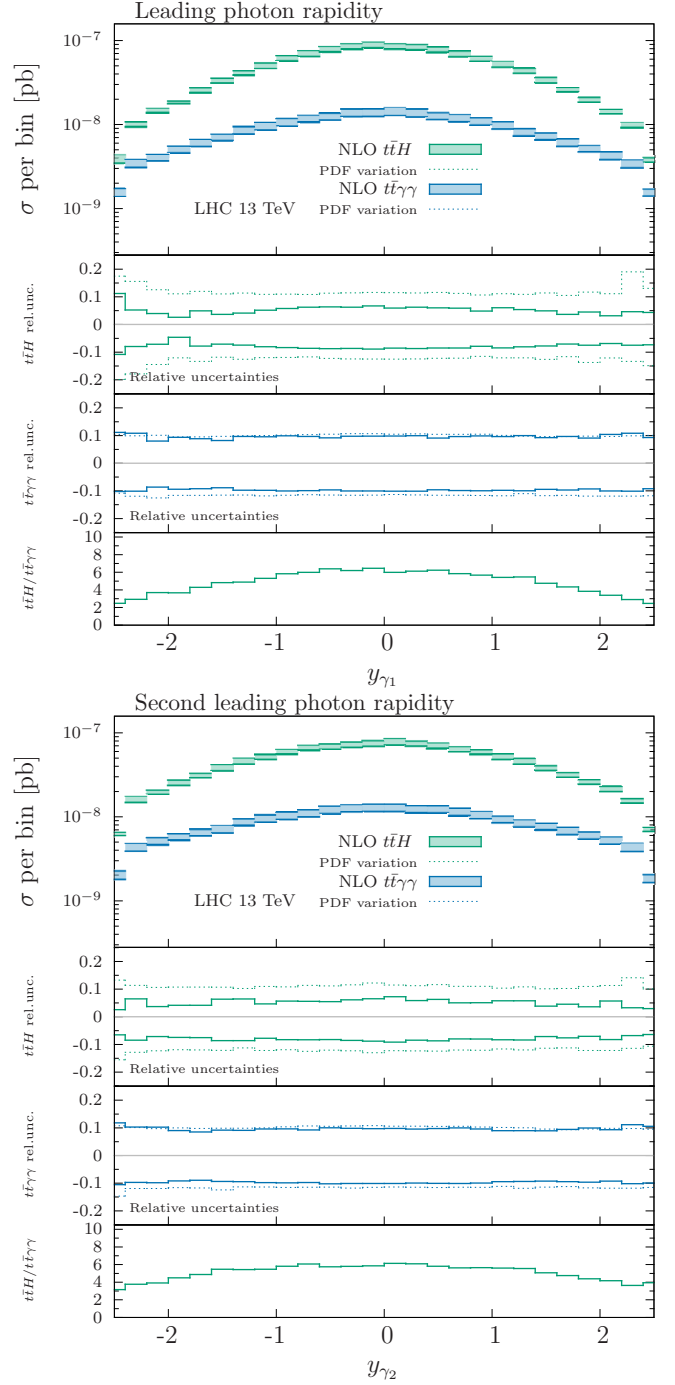 Leading photon rapidity
σ per bin [pb]
10⁻⁷
10⁻⁸
10⁻⁹
NLO tt̄H
PDF variation
NLO tt̄γγ
LHC 13 TeV
PDF variation
tt̄H rel.unc.
0.2
0.1
0
-0.1
-0.2
Relative uncertainties
tt̄γγ rel.unc.
0.2
0.1
0
-0.1
-0.2
Relative uncertainties
tt̄H/tt̄γγ
10
8
6
4
2
0
-2 -1 0 1 2
y_γ₁
Second leading photon rapidity
σ per bin [pb]
10⁻⁷
10⁻⁸
10⁻⁹
NLO tt̄H
PDF variation
NLO tt̄γγ
LHC 13 TeV
PDF variation
tt̄H rel.unc.
0.2
0.1
0
-0.1
-0.2
Relative uncertainties
tt̄γγ rel.unc.
0.2
0.1
0
-0.1
-0.2
Relative uncertainties
tt̄H/tt̄γγ
10
8
6
4
2
0
-2 -1 0 1 2
y_γ₂